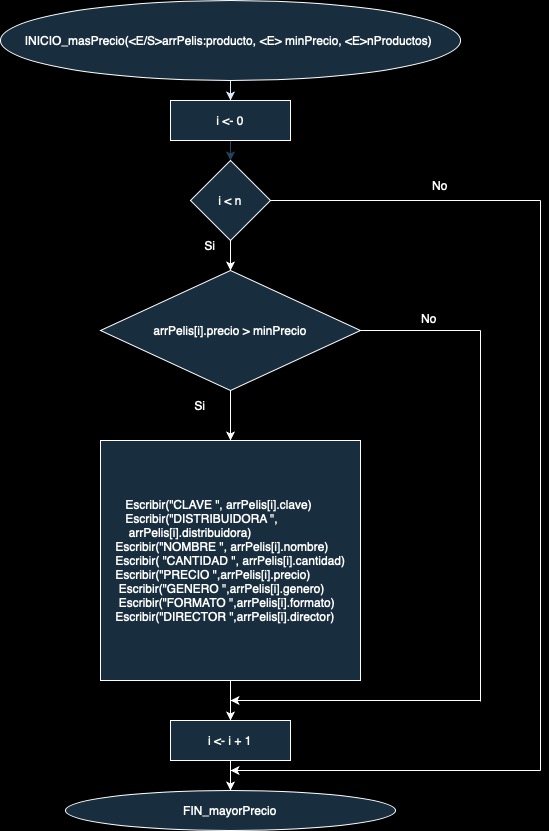 INICIO_masPrecio(<E/S>arrPelis:producto, <E> minPrecio, <E>nProductos)
i <- 0
No
i < n
Si
arrPelis[i].precio > minPrecio
No
Si
Escribir("CLAVE ", arrPelis[i].clave)
Escribir("DISTRIBUIDORA ",
arrPelis[i].distribuidora)
Escribir("NOMBRE ", arrPelis[i].nombre)
Escribir( "CANTIDAD ", arrPelis[i].cantidad)
Escribir("PRECIO ",arrPelis[i].precio)
Escribir("GENERO ",arrPelis[i].genero)
Escribir("FORMATO ",arrPelis[i].formato)
Escribir("DIRECTOR ",arrPelis[i].director)
i <- i + 1
FIN_mayorPrecio